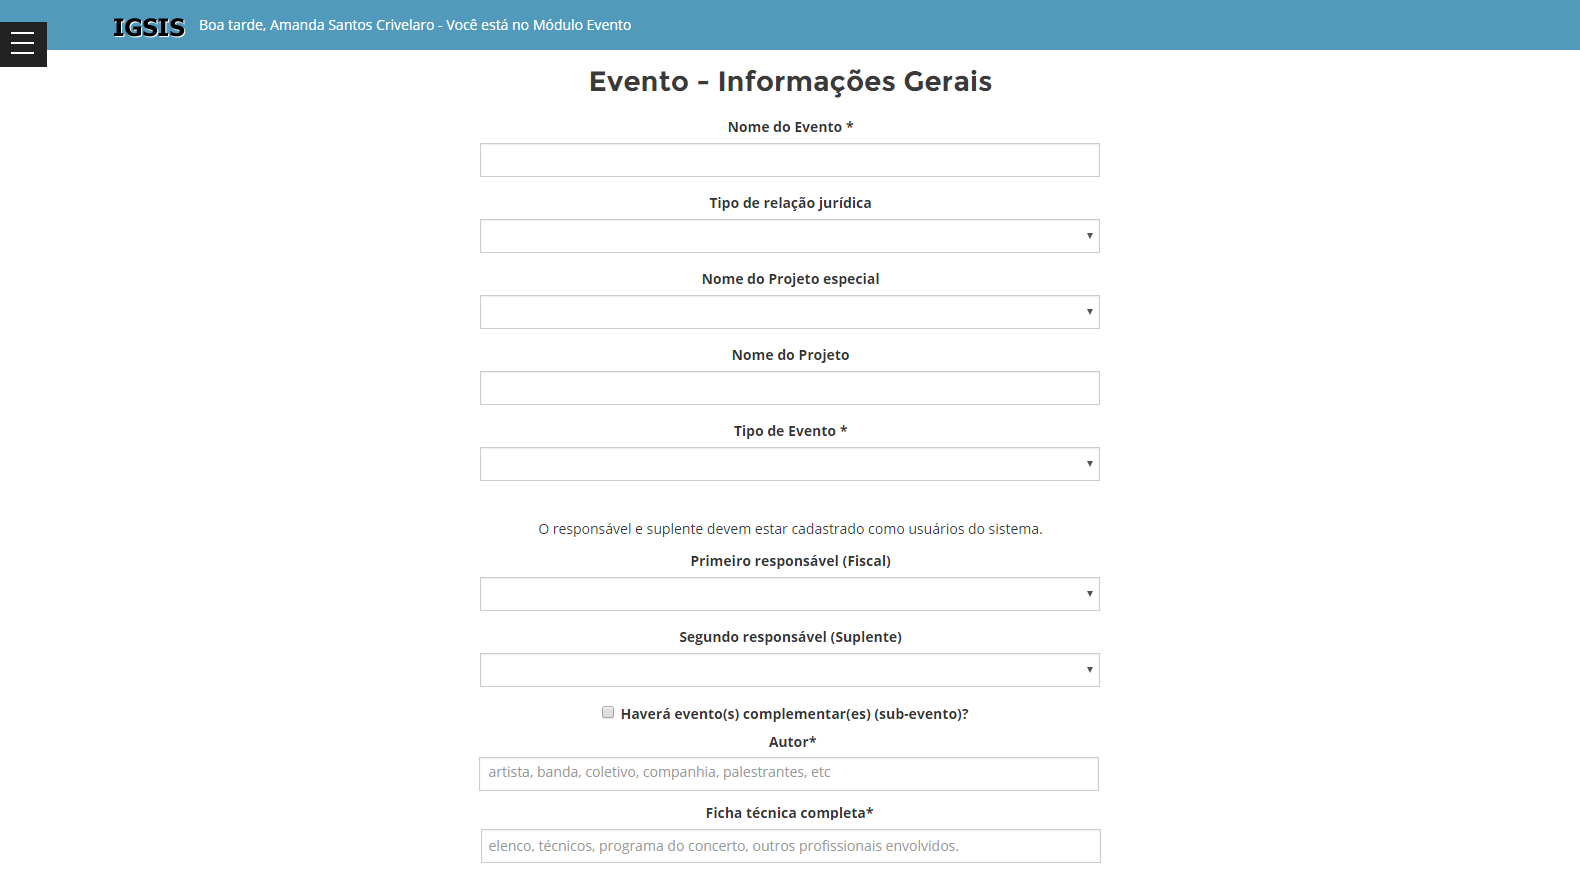 IGSIS Boa tarde, Amanda Santos Crivelaro - Você está no Módulo Evento
Evento - Informações Gerais
Nome do Evento *
Tipo de relação jurídica
Nome do Projeto especial
Nome do Projeto
Tipo de Evento *
O responsável e suplente devem estar cadastrado como usuários do sistema.
Primeiro responsável (Fiscal)
Segundo responsável (Suplente)
Haverá evento(s) complementar(es) (sub-evento)?
Autor*
artista, banda, coletivo, companhia, palestrantes, etc
Ficha técnica completa*
elenco, técnicos, programa do concerto, outros profissionais envolvidos.